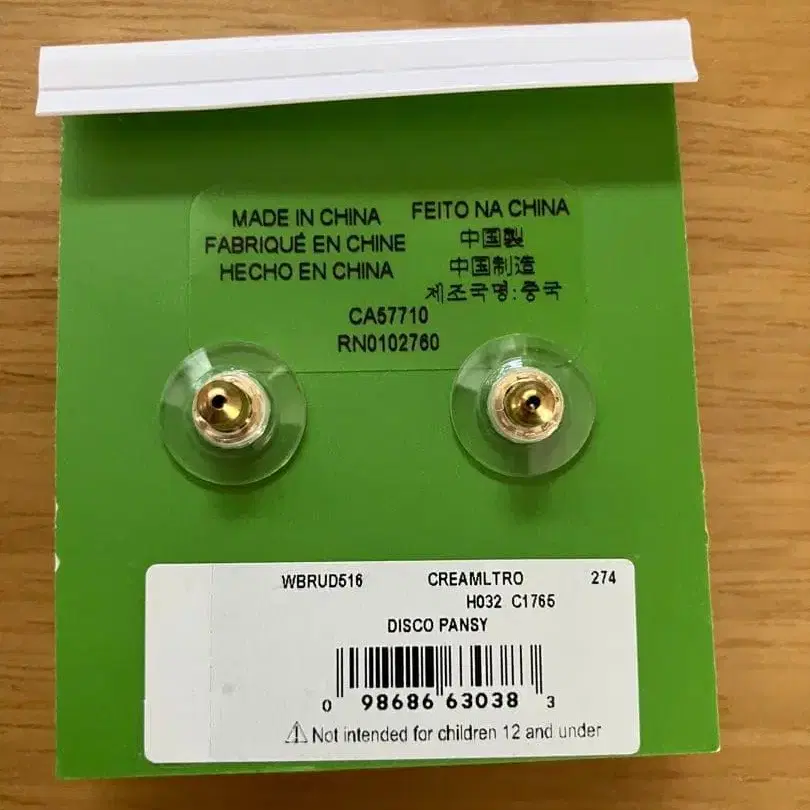 MADE IN CHINA
FABRIQUÉ EN CHINE
HECHO EN CHINA
FEITO NA CHINA
中国製
中国制造
제조국명:중국
CA57710
RN0102760
WBRUD516 CREAMLTRO 274
H032 C1765
DISCO PANSY
0 98686 63038 3
⚠ Not intended for children 12 and under